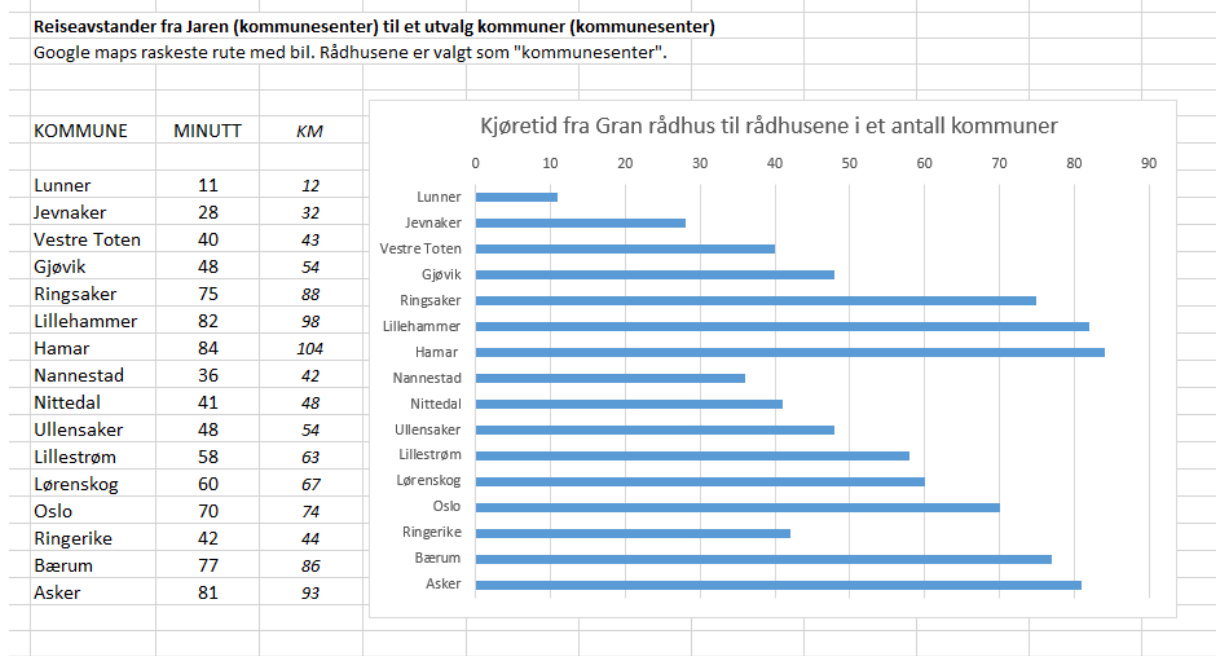 Reiseavstander fra Jaren (kommunesenter) til et utvalg kommuner (kommunesenter)
Google maps raskeste rute med bil. Rådhusene er valgt som "kommunesenter".
KOMMUNE MINUTT KM
Lunner 11 12
Jevnaker 28 32
Vestre Toten 40 43
Gjøvik 48 54
Ringsaker 75 88
Lillehammer 82 98
Hamar 84 104
Nannestad 36 42
Nittedal 41 48
Ullensaker 48 54
Lillestrøm 58 63
Lørenskog 60 67
Oslo 70 74
Ringerike 42 44
Bærum 77 86
Asker 81 93
Kjøretid fra Gran rådhus til rådhusene i et antall kommuner
0 10 20 30 40 50 60 70 80 90
Lunner
Jevnaker
Vestre Toten
Gjøvik
Ringsaker
Lillehammer
Hamar
Nannestad
Nittedal
Ullensaker
Lillestrøm
Lørenskog
Oslo
Ringerike
Bærum
Asker